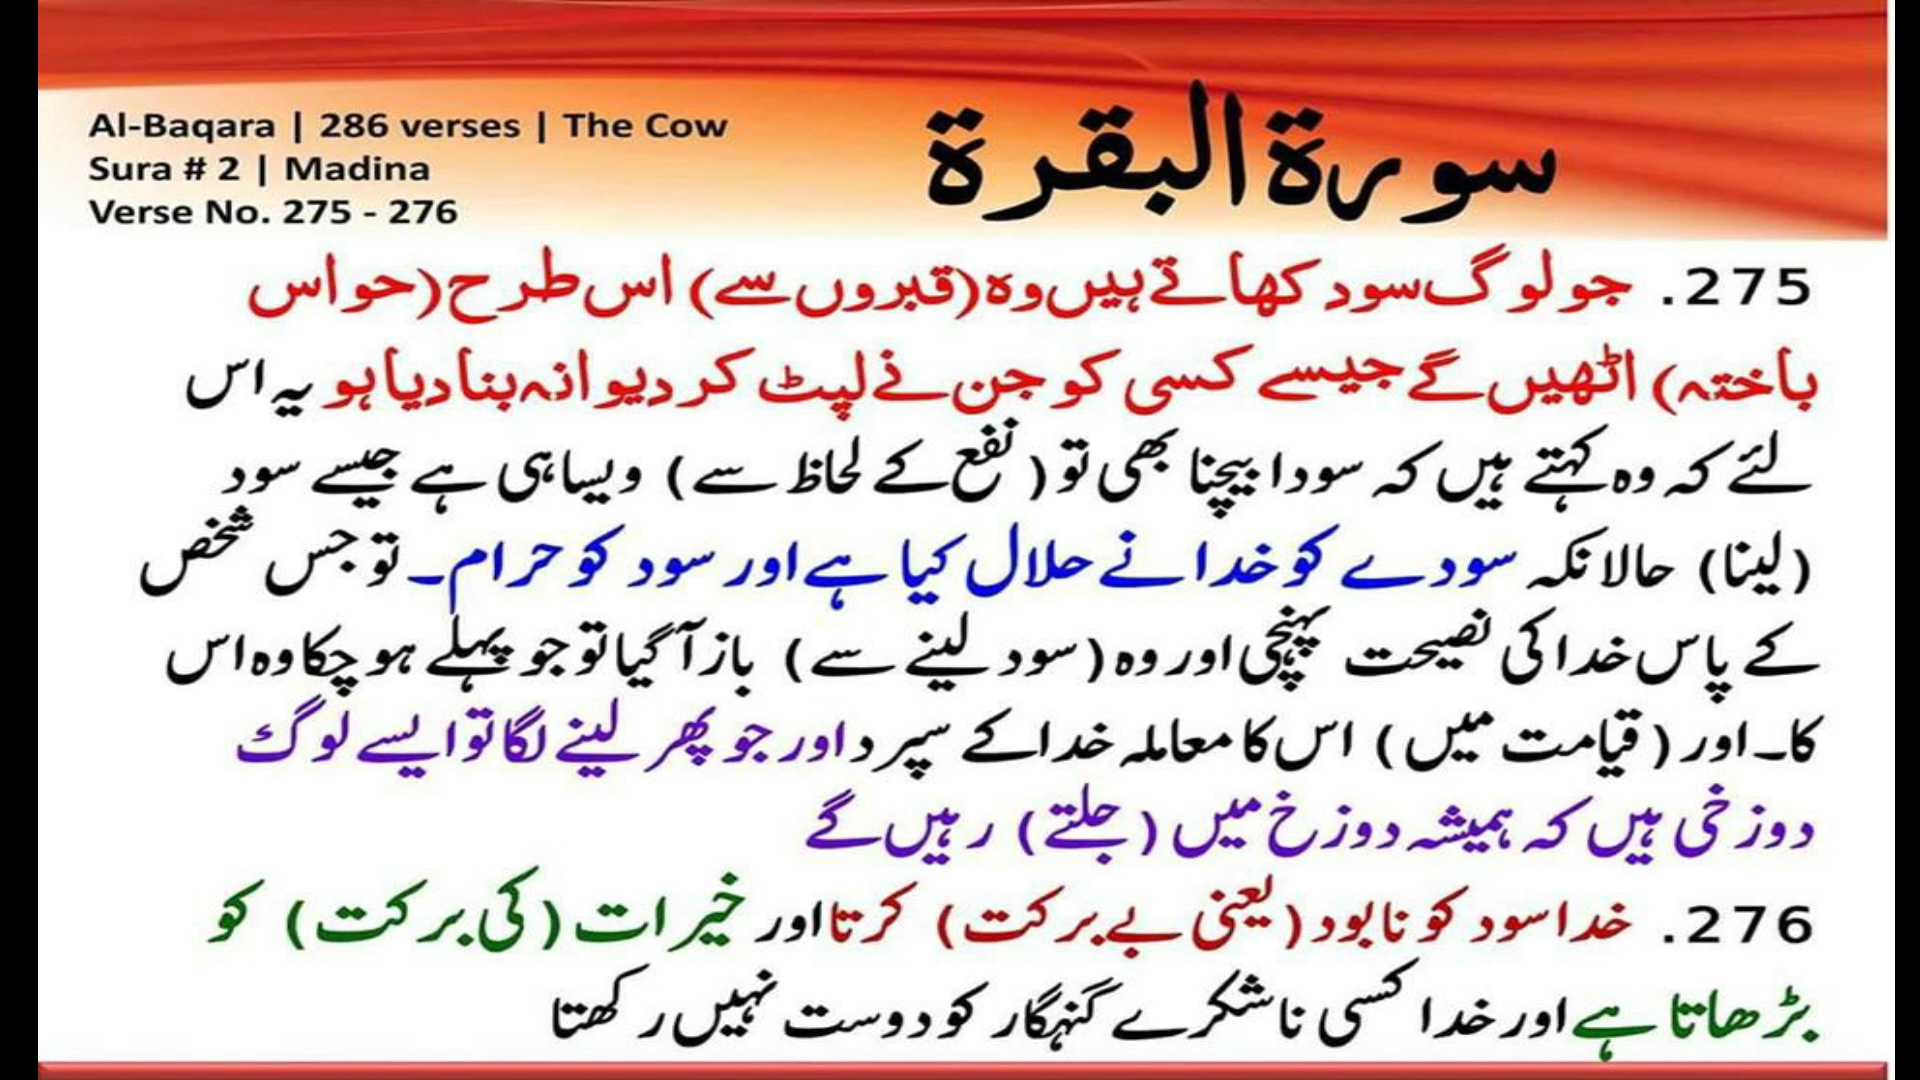 Al-Baqara | 286 verses | The Cow
Sura # 2 | Madina
Verse No. 275 - 276
سورة البقرة
275. جو لوگ سود کھاتے ہیں وہ (قبروں سے) اس طرح (حواس
باختہ) اٹھیں گے جیسے کسی کو جن نے لپٹ کر دیوانہ بنا دیا ہو یہ اس
لئے کہ وہ کہتے ہیں کہ سودا بیچنا بھی تو (نفع کے لحاظ سے) ویسا ہی ہے جیسے سود
(لینا) حالانکہ سودے کو خدا نے حلال کیا ہے اور سود کو حرام۔ تو جس شخص
کے پاس خدا کی نصیحت پہنچی اور وہ (سود لینے سے) باز آگیا تو جو پہلے ہوچکا وہ اس
کا۔ اور (قیامت میں) اس کا معاملہ خدا کے سپرد اور جو پھر لینے لگا تو ایسے لوگ
دوزخی ہیں کہ ہمیشہ دوزخ میں (جلتے) رہیں گے
276. خدا سود کو نابود (یعنی بے برکت) کرتا اور خیرات (کی برکت) کو
بڑھاتا ہے اور خدا کسی ناشکرے گنہگار کو دوست نہیں رکھتا